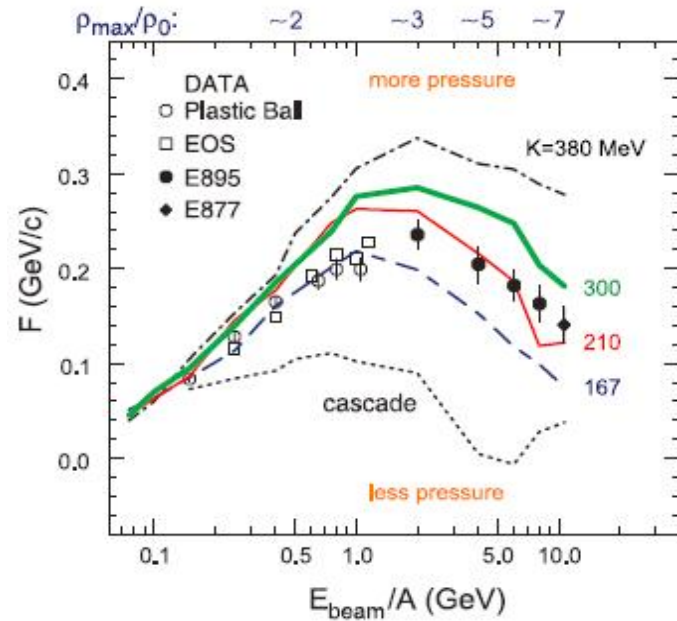 ρmax/ρ0: ~2 ~3 ~5 ~7
0.4
DATA
more pressure
Plastic Ball
EOS
K=380 MeV
E895
0.3
E877
F (GeV/c)
0.2
300
210
0.1
167
cascade
0.0
less pressure
0.1 0.5 1.0 5.0 10.0
Ebeam/A (GeV)